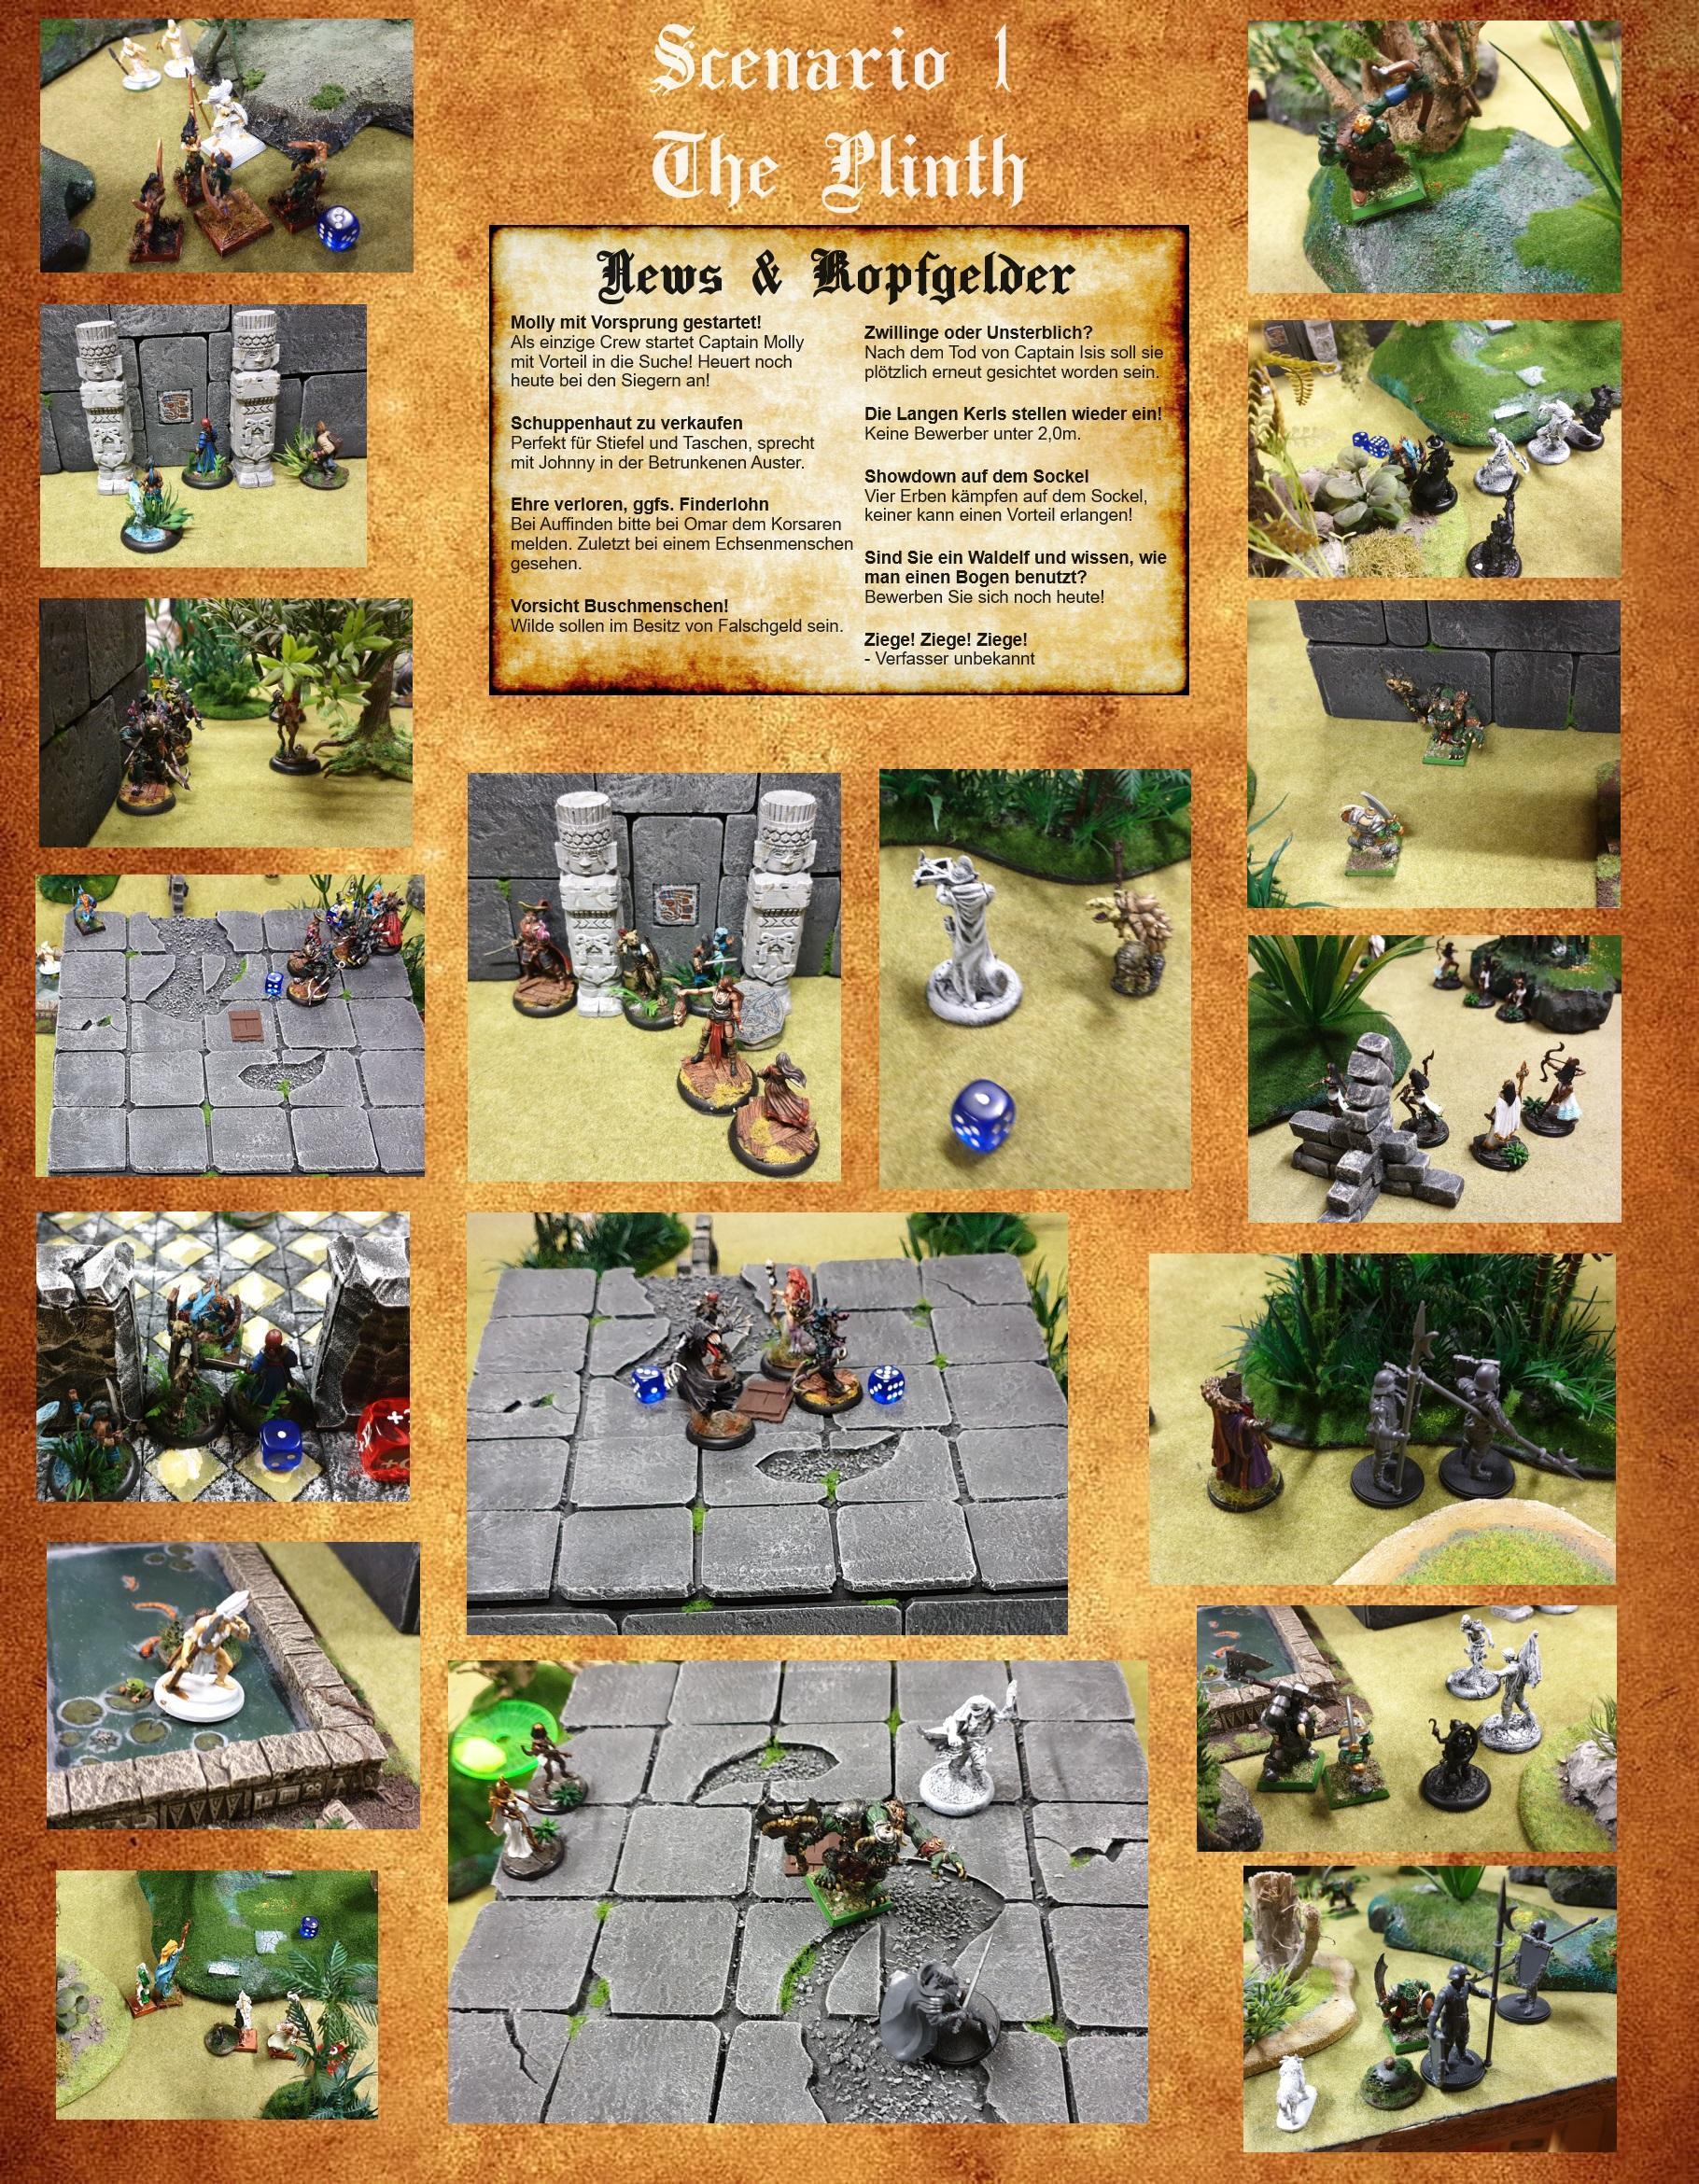 Scenario 1
The Plinth
News & Kopfgelder
Molly mit Vorsprung gestartet!
Als einzige Crew startet Captain Molly
mit Vorteil in die Suche! Heuert noch
heute bei den Siegern an!
Schuppenhaut zu verkaufen
Perfekt für Stiefel und Taschen, sprecht
mit Johnny in der Betrunkenen Auster.
Ehre verloren, ggfs. Finderlohn
Bei Auffinden bitte bei Omar dem Korsaren
melden. Zuletzt bei einem Echsenmenschen
gesehen.
Vorsicht Buschmenschen!
Wilde sollen im Besitz von Falschgeld sein.
Zwillinge oder Unsterblich?
Nach dem Tod von Captain Isis soll sie
plötzlich erneut gesichtet worden sein.
Die Langen Kerls stellen wieder ein!
Keine Bewerber unter 2,0m.
Showdown auf dem Sockel
Vier Erben kämpfen auf dem Sockel,
keiner kann einen Vorteil erlangen!
Sind Sie ein Waldelf und wissen, wie
man einen Bogen benutzt?
Bewerben Sie sich noch heute!
Ziege! Ziege! Ziege!
- Verfasser unbekannt